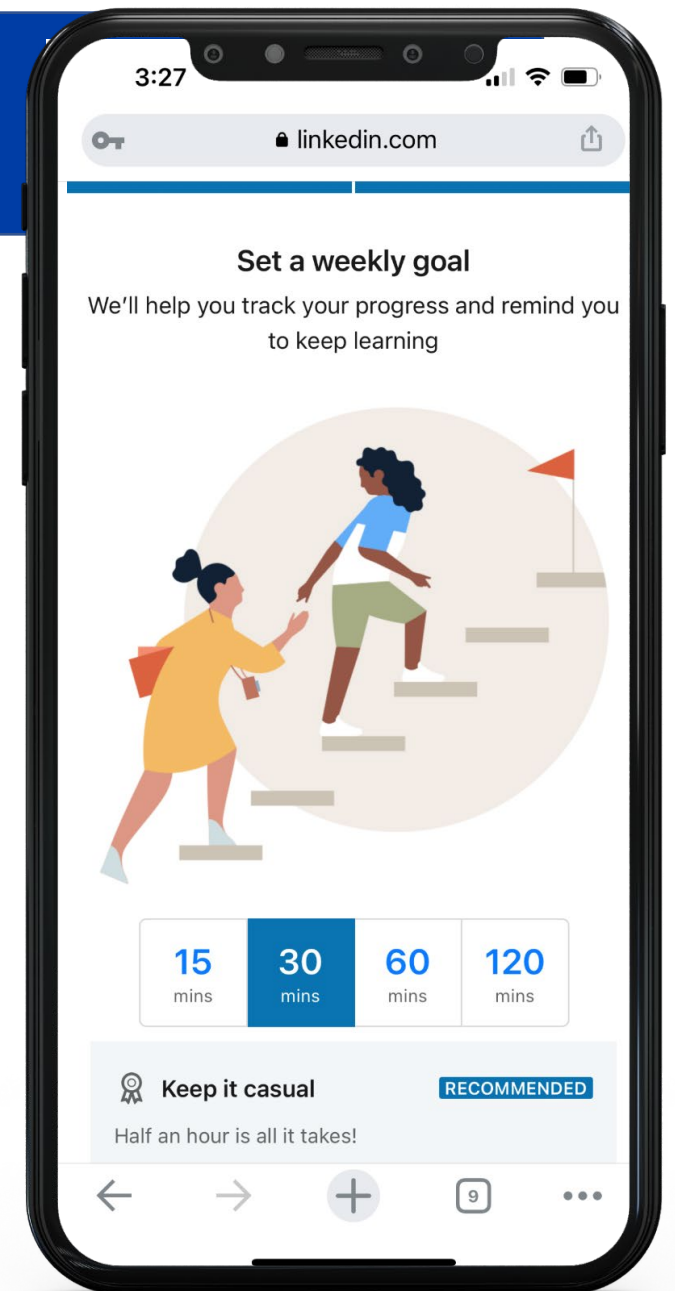 3:27
linkedin.com
Set a weekly goal
We'll help you track your progress and remind you
to keep learning
15 30 60 120
mins mins mins mins
Keep it casual RECOMMENDED
Half an hour is all it takes!
9